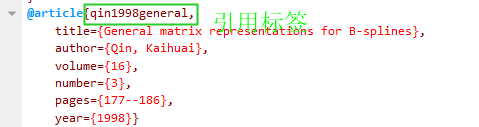 @article{qin1998general, 引用标签
title={General matrix representations for B-splines},
author={Qin, Kaihuai},
volume={16},
number={3},
pages={177--186},
year={1998}}